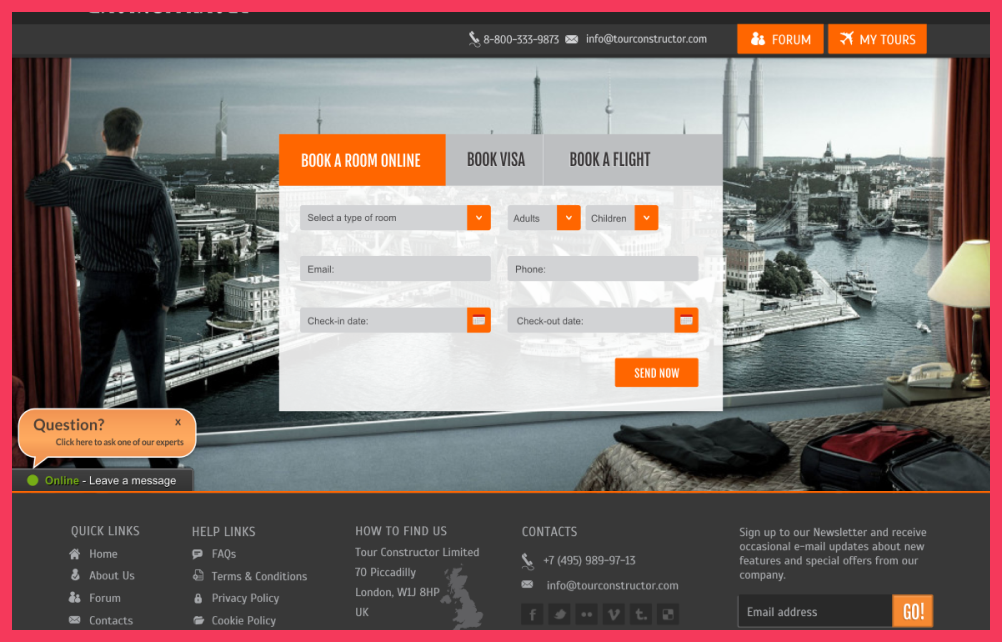 8-800-333-9873 info@tourconstructor.com
FORUM
MY TOURS
BOOK A ROOM ONLINE
BOOK VISA
BOOK A FLIGHT
Select a type of room
Adults
Children
Email:
Phone:
Check-in date:
Check-out date:
SEND NOW
Question?
x
Click here to ask one of our experts
Online - Leave a message
QUICK LINKS
Home
About Us
Forum
Contacts
HELP LINKS
FAQs
Terms & Conditions
Privacy Policy
Cookie Policy
HOW TO FIND US
Tour Constructor Limited
70 Piccadilly
London, W1J 8HP
UK
CONTACTS
+7 (495) 989-97-13
info@tourconstructor.com
Sign up to our Newsletter and receive
occasional e-mail updates about new
features and special offers from our
company.
Email address
GO!